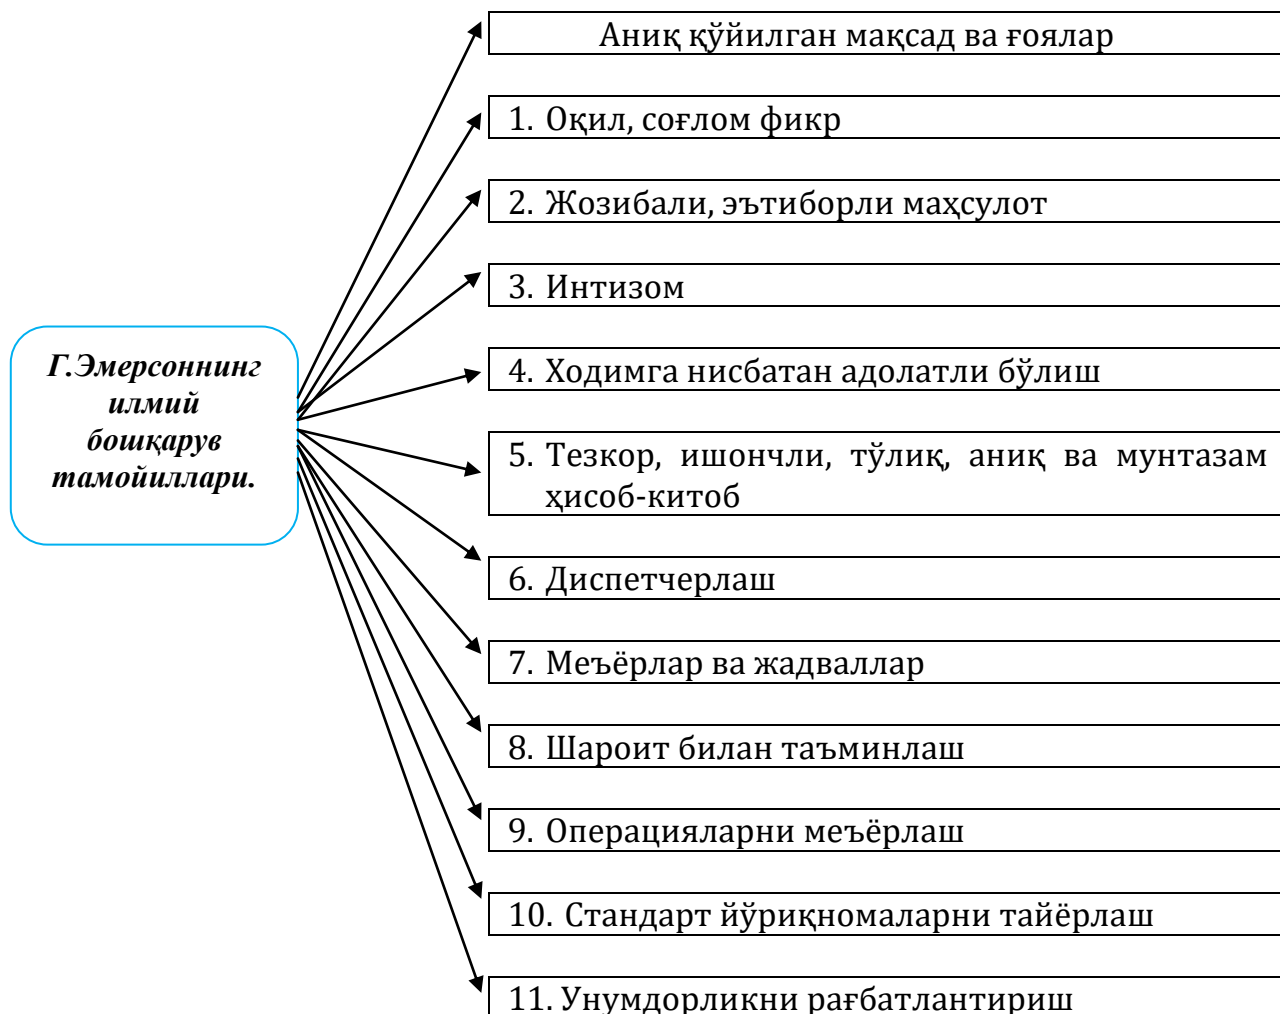 Г.Эмерсоннинг
илмий
бошқарув
тамойиллари.
Аниқ қўйилган мақсад ва ғоялар
1. Оқил, соғлом фикр
2. Жозибали, эътиборли маҳсулот
3. Интизом
4. Ходимга нисбатан адолатли бўлиш
5. Тезкор, ишончли, тўлиқ, аниқ ва мунтазам
ҳисоб-китоб
6. Диспетчерлаш
7. Меъёрлар ва жадваллар
8. Шароит билан таъминлаш
9. Операцияларни меъёрлаш
10. Стандарт йўриқномаларни тайёрлаш
11. Унумдорликни рағбатлантириш